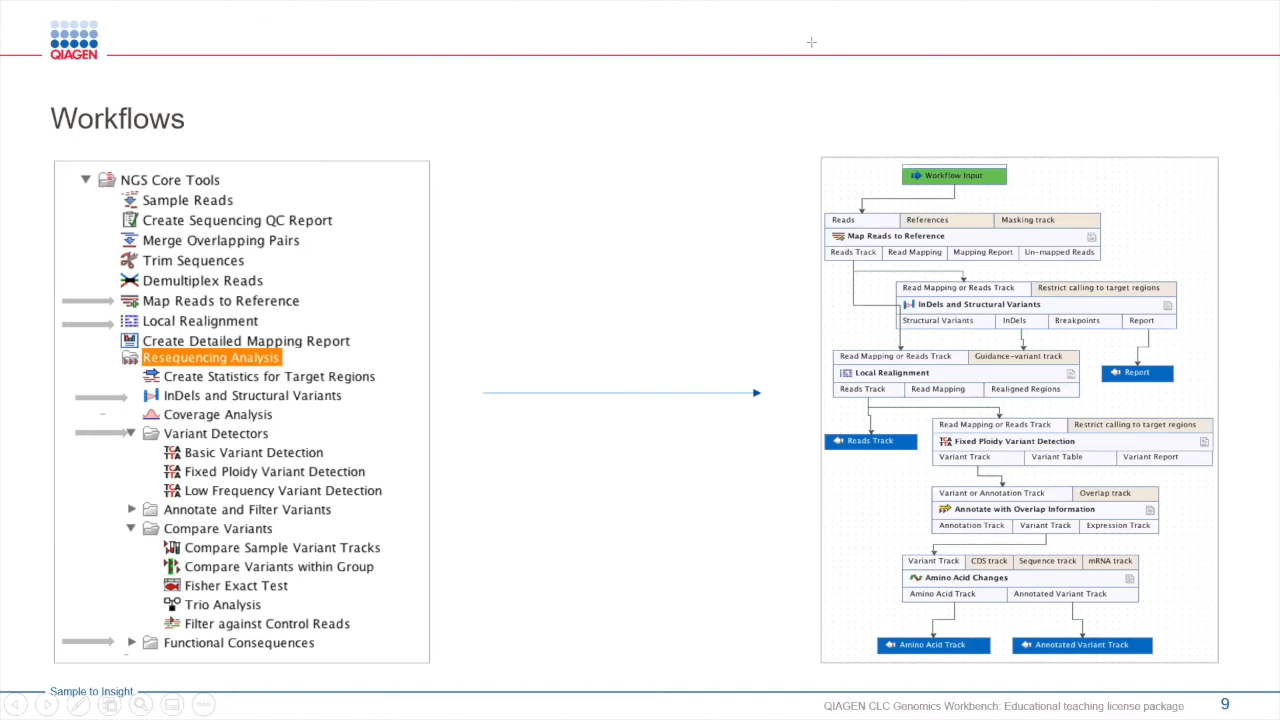 QIAGEN
Workflows
NGS Core Tools
Sample Reads
Create Sequencing QC Report
Merge Overlapping Pairs
Trim Sequences
Demultiplex Reads
Map Reads to Reference
Local Realignment
Create Detailed Mapping Report
Resequencing Analysis
Create Statistics for Target Regions
InDels and Structural Variants
Coverage Analysis
Variant Detectors
Basic Variant Detection
Fixed Ploidy Variant Detection
Low Frequency Variant Detection
Annotate and Filter Variants
Compare Variants
Compare Sample Variant Tracks
Compare Variants within Group
Fisher Exact Test
Trio Analysis
Filter against Control Reads
Functional Consequences
Workflow Input
Reads References Masking track
Map Reads to Reference
Reads Track Read Mapping Mapping Report Un-mapped Reads
Read Mapping or Reads Track Restrict calling to target regions
InDels and Structural Variants
Structural Variants InDels Breakpoints Report
Read Mapping or Reads Track Guidance-variant track
Local Realignment
Reads Track Read Mapping Realigned Regions
Report
Read Mapping or Reads Track Restrict calling to target regions
Reads Track
Fixed Ploidy Variant Detection
Variant Track Variant Table Variant Report
Variant or Annotation Track Overlap track
Annotate with Overlap Information
Annotation Track Variant Track Expression Track
Variant Track CDS track Sequence track mRNA track
Amino Acid Changes
Amino Acid Track Annotated Variant Track
Amino Acid Track Annotated Variant Track
Sample to Insight
QIAGEN CLC Genomics Workbench: Educational teaching license package 9